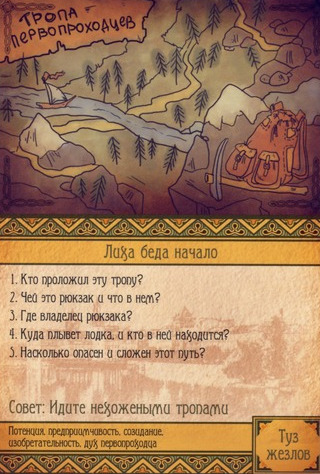 ТРОПА
ПЕРВОПРОХОДЦЕВ
Лиха беда начало
1. Кто проложил эту тропу?
2. Чей это рюкзак и что в нем?
3. Где владелец рюкзака?
4. Куда плывет лодка, и кто в ней находится?
5. Насколько опасен и сложен этот путь?
Совет: Идите нехожеными тропами
Потенция, предприимчивость, созидание,
изобретательность, дух первопроходца
Туз
жезлов